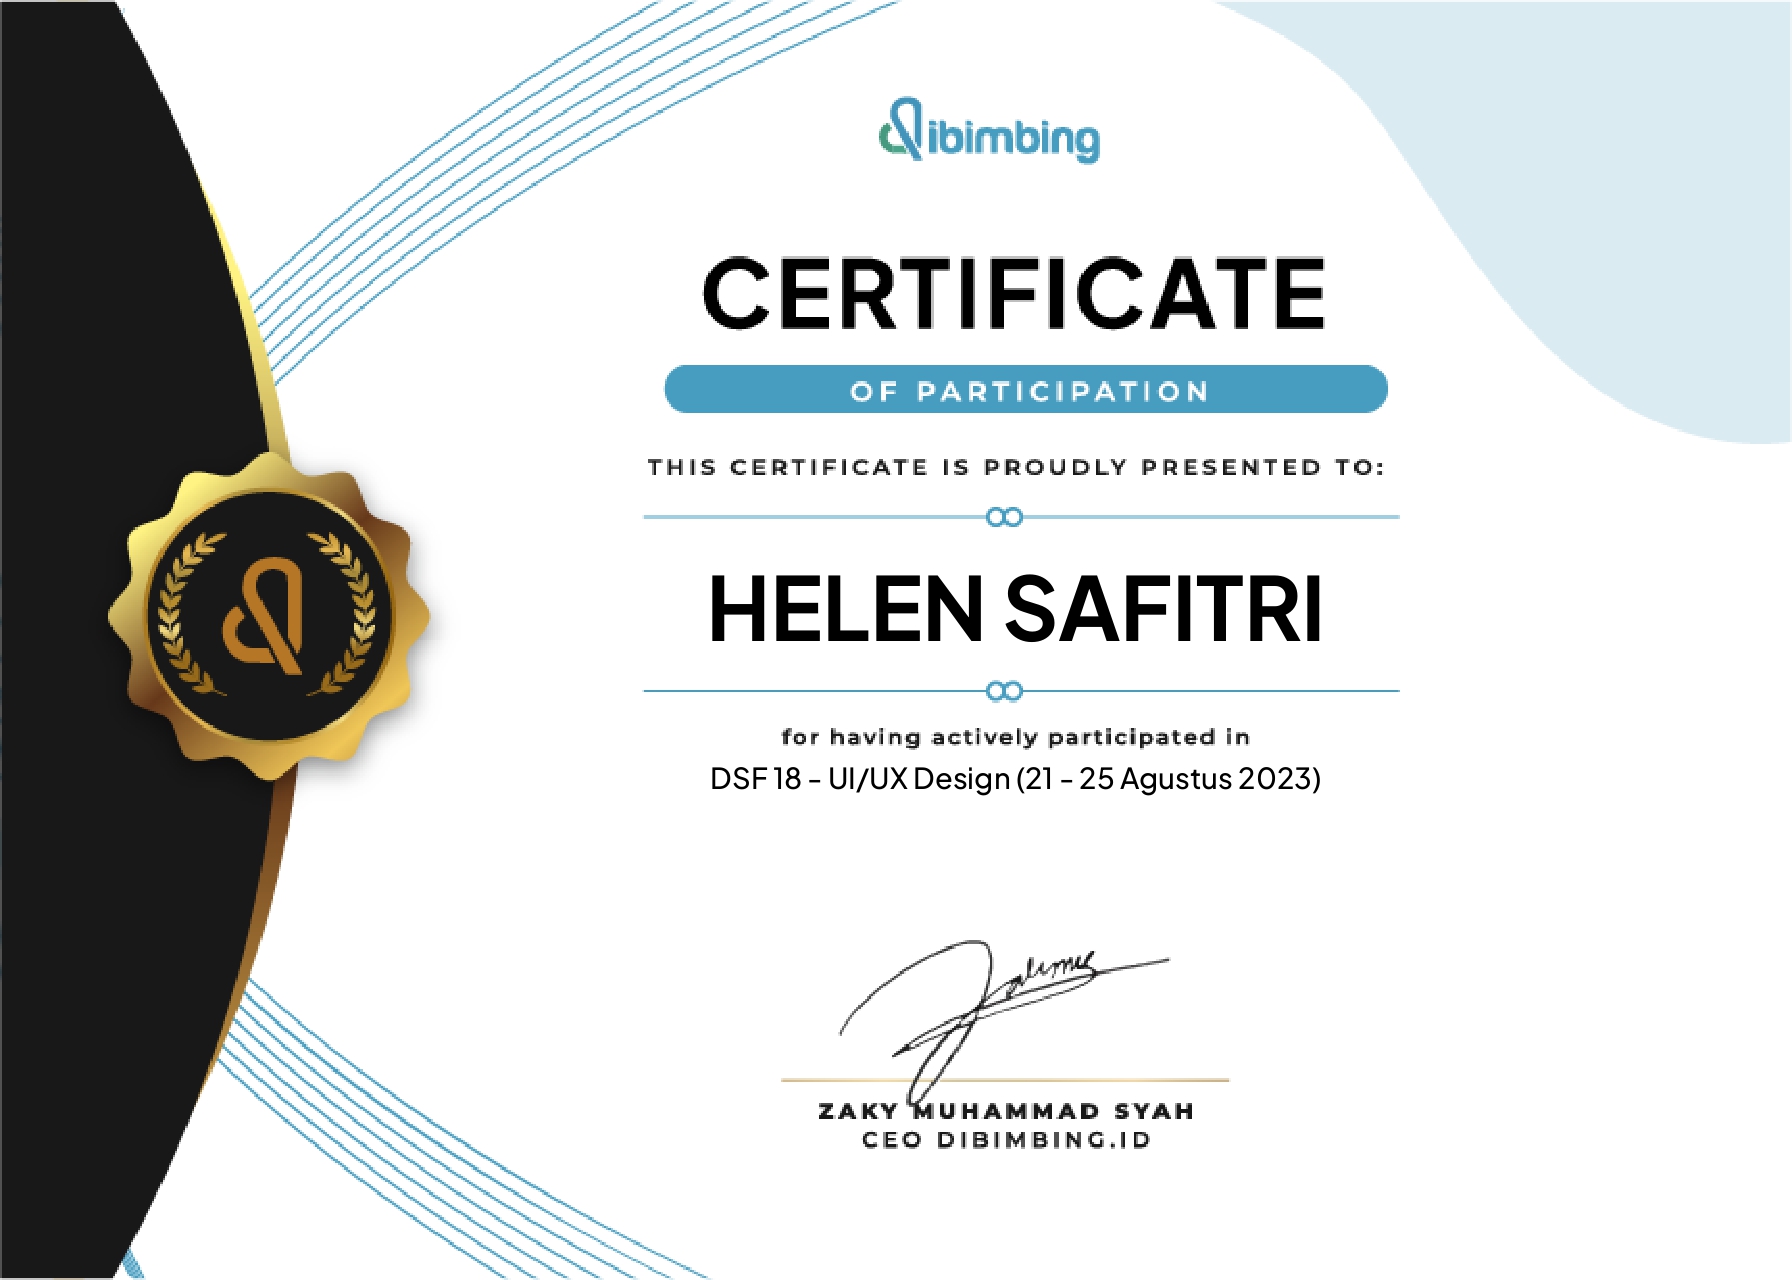 dibimbing
CERTIFICATE
OF PARTICIPATION
THIS CERTIFICATE IS PROUDLY PRESENTED TO:
HELEN SAFITRI
for having actively participated in
DSF 18 - UI/UX Design (21 - 25 Agustus 2023)
ZAKY MUHAMMAD SYAH
CEO DIBIMBING.ID